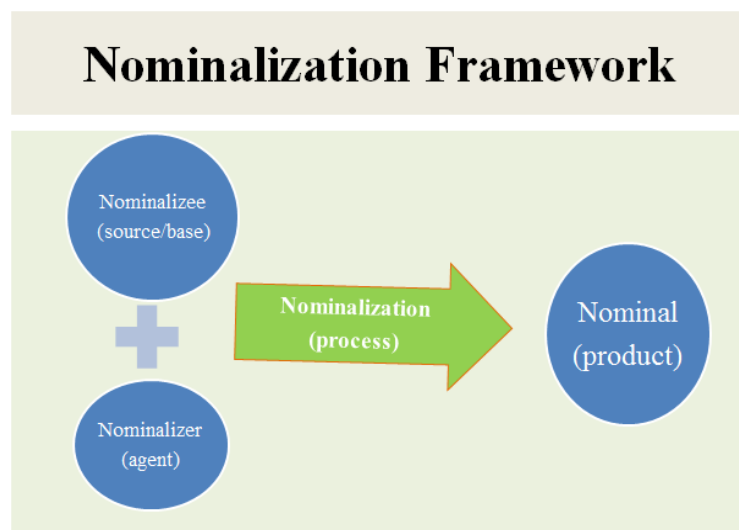 Nominalization Framework
Nominalizee
(source/base)
Nominalization
(process)
Nominal
(product)
Nominalizer
(agent)